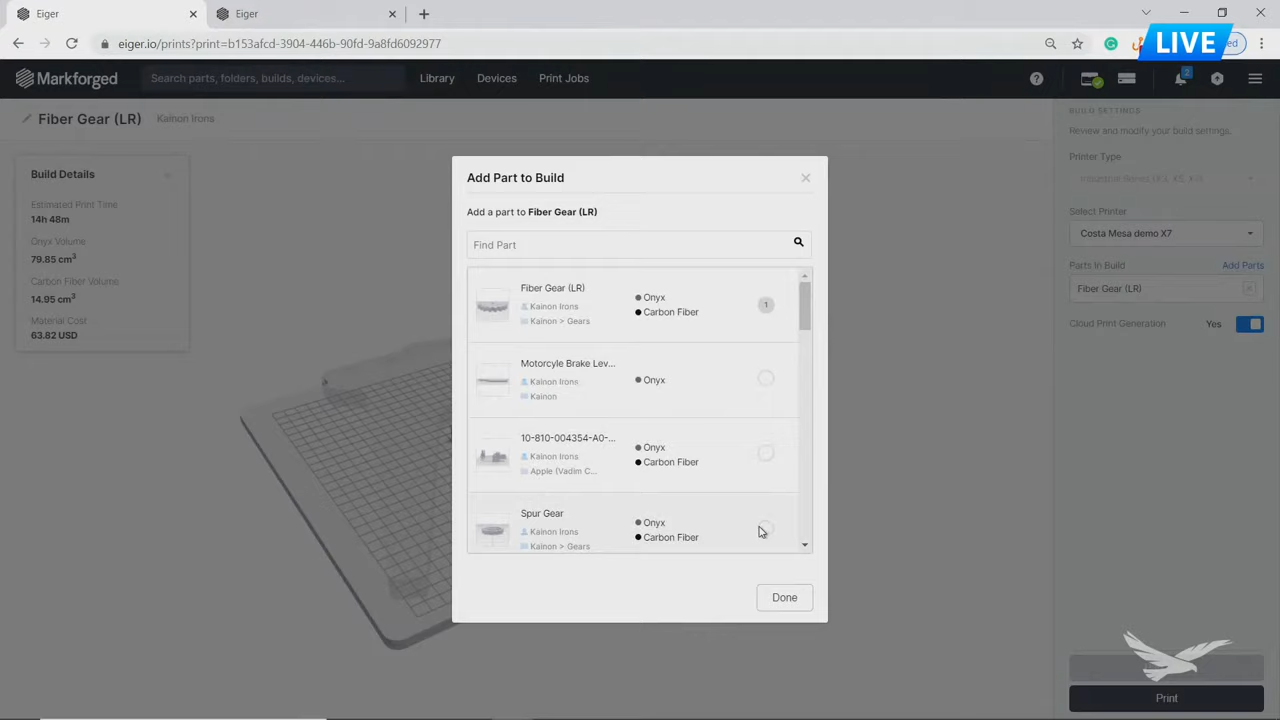 Eiger
Eiger
eiger.io/prints?print=b153afcd-3904-446b-90fd-9a8fd6092977
LIVE
Markforged
Search parts, folders, builds, devices...
Library
Devices
Print Jobs
2
Fiber Gear (LR)
Kainon Irons
Build Details
Estimated Print Time
14h 48m
Onyx Volume
79.85 cm³
Carbon Fiber Volume
14.95 cm³
Material Cost
63.82 USD
Add Part to Build
Add a part to Fiber Gear (LR)
Find Part
Fiber Gear (LR)
Kainon Irons
Kainon > Gears
Onyx
Carbon Fiber
1
Motorcyle Brake Lev...
Kainon Irons
Kainon
Onyx
10-810-004354-A0-...
Kainon Irons
Apple (Vadim C...
Onyx
Carbon Fiber
Spur Gear
Kainon Irons
Kainon > Gears
Onyx
Carbon Fiber
Done
BUILD SETTINGS
Review and modify your build settings.
Printer Type
Select Printer
Costa Mesa demo X7
Parts In Build
Add Parts
Fiber Gear (LR)
Cloud Print Generation
Yes
Print